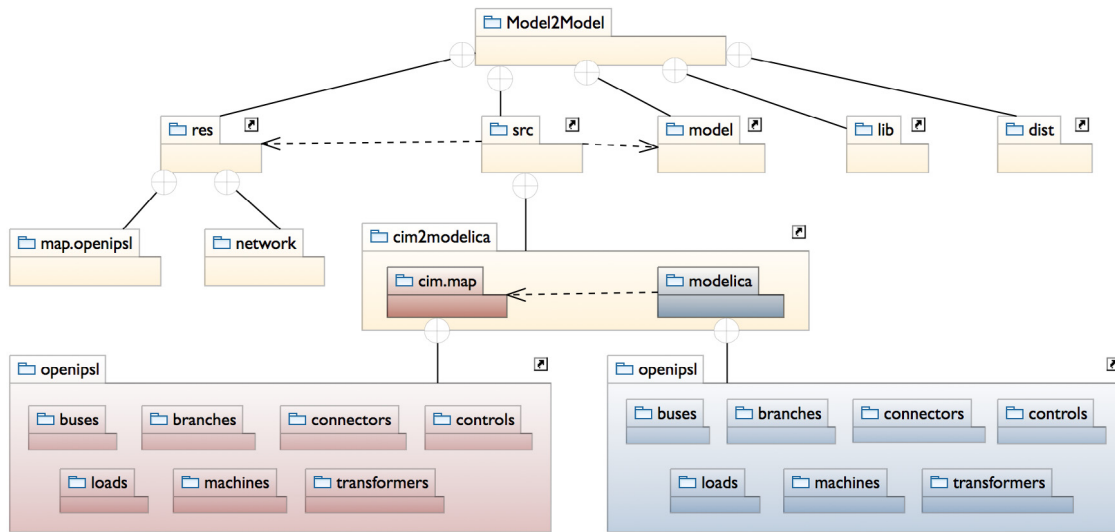 Model2Model
res
src
model
lib
dist
map.openipsl
network
cim2modelica
cim.map
modelica
openipsl
buses
branches
connectors
controls
loads
machines
transformers
openipsl
buses
branches
connectors
controls
loads
machines
transformers